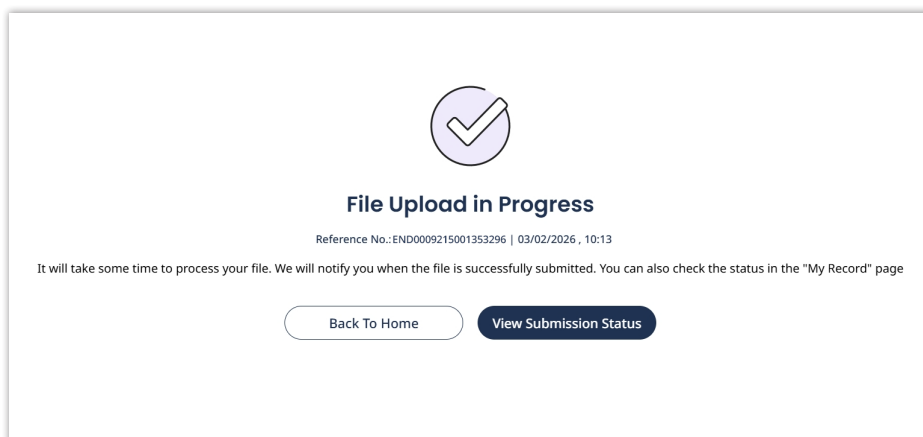 File Upload in Progress
Reference No.: END0009215001353296 | 03/02/2026 , 10:13
It will take some time to process your file. We will notify you when the file is successfully submitted. You can also check the status in the "My Record" page
Back To Home
View Submission Status